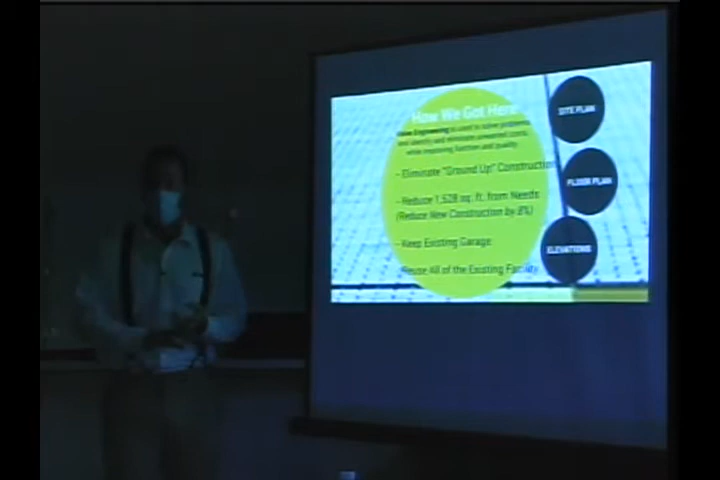 How We Got Here
Value Engineering is used to solve problems
and identify and eliminate unwanted costs,
while improving function and quality.
- Eliminate "Ground Up" Construction
- Reduce 1,528 sq. ft. from Needs
(Reduce New Construction by 8%)
- Keep Existing Garage
- Reuse All of the Existing Facility
SITE PLAN
FLOOR PLAN
ELEVATIONS